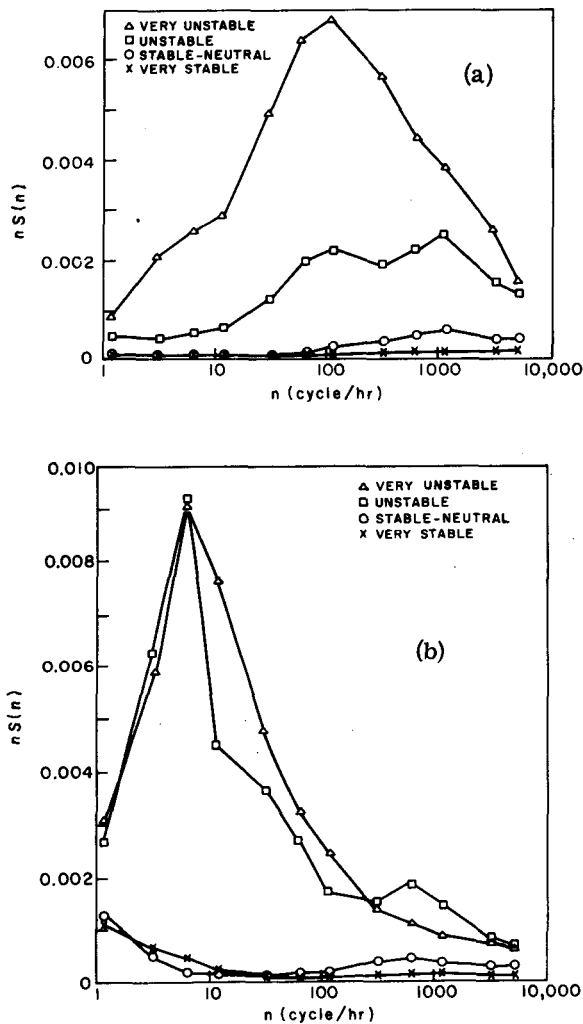 △ VERY UNSTABLE
□ UNSTABLE
○ STABLE-NEUTRAL
× VERY STABLE
(a)
0.006
0.004
0.002
0
n S(n)
1 10 100 1000 10,000
n (cycle/hr)
0.010
0.008
0.006
0.004
0.002
0
n S(n)
△ VERY UNSTABLE
□ UNSTABLE
○ STABLE-NEUTRAL
× VERY STABLE
(b)
1 10 100 1000 10,000
n (cycle/hr)